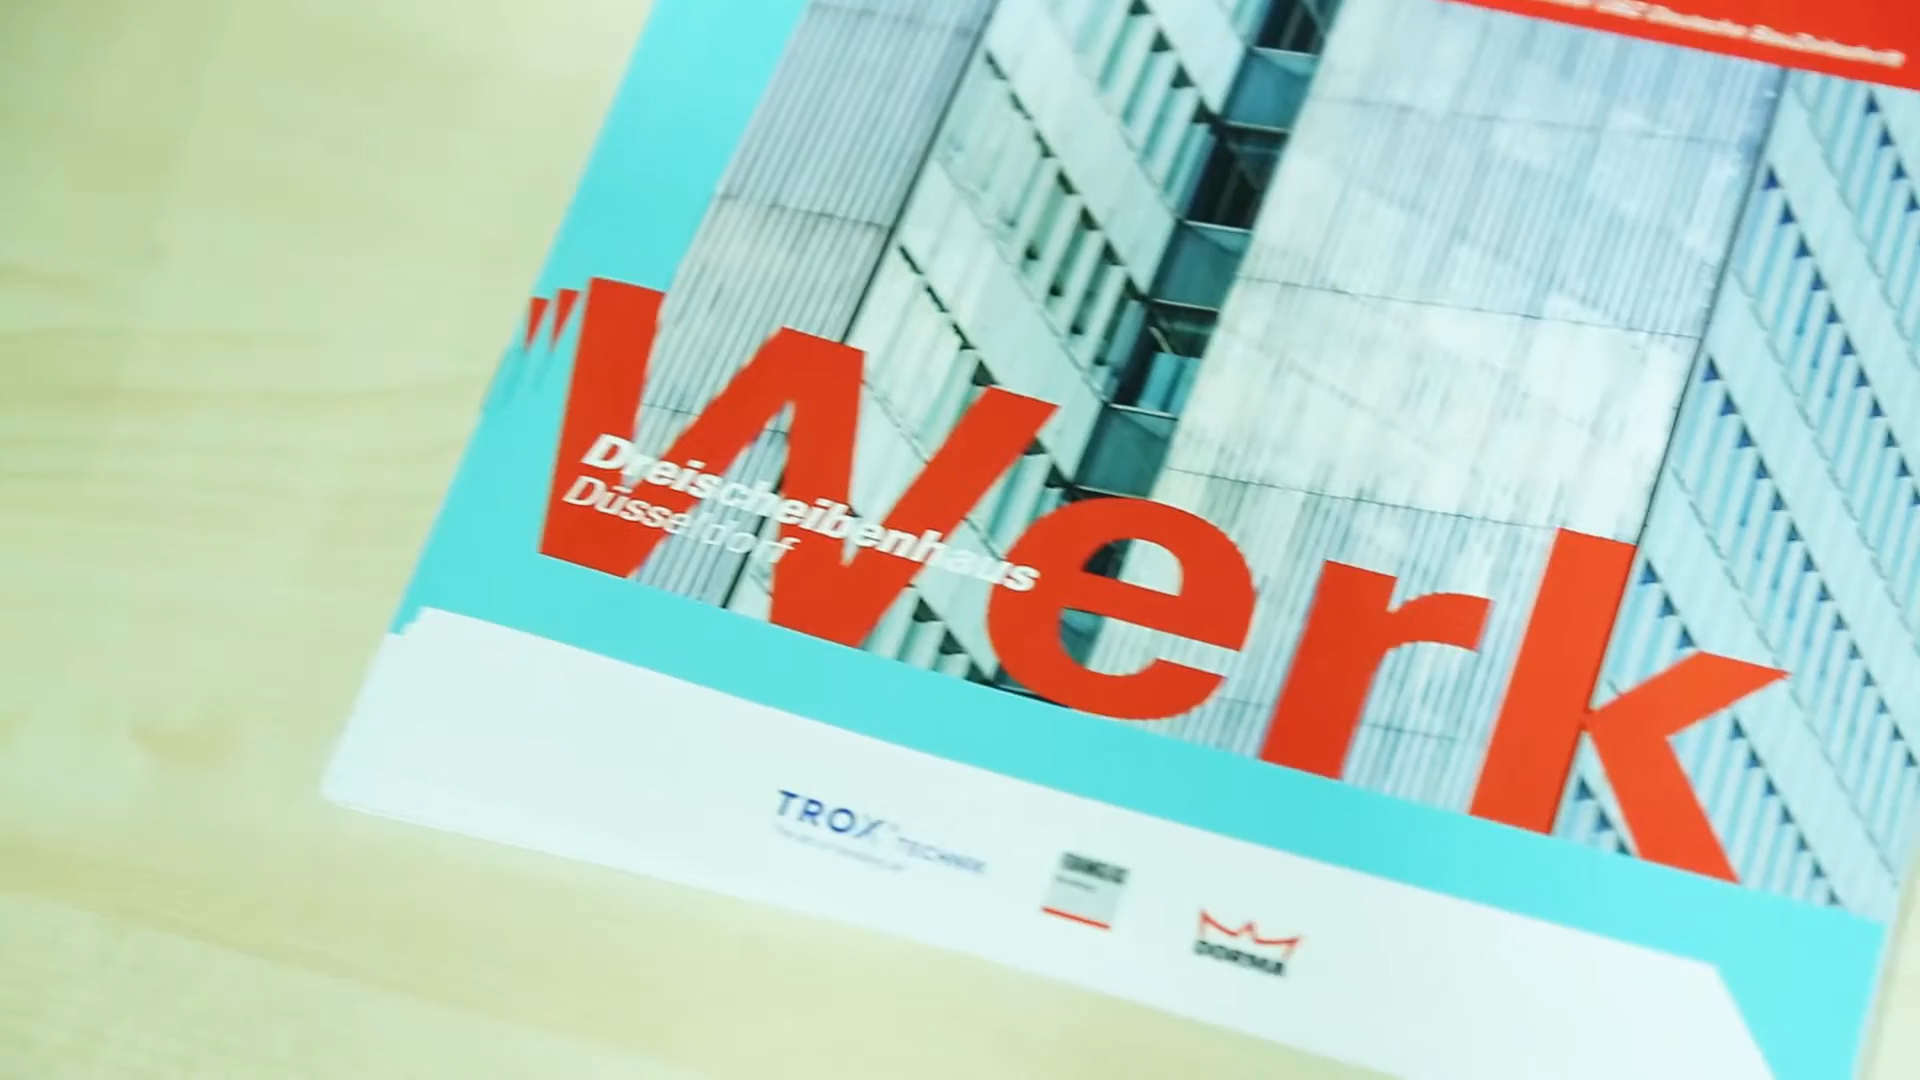 Werk
Dreischeibenhaus
Düsseldorf
TROX TECHNIK
DORMA